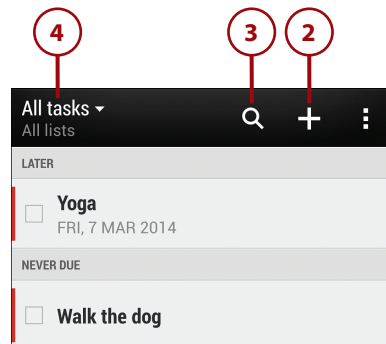 4 3 2
All tasks
All lists
LATER
Yoga
FRI, 7 MAR 2014
NEVER DUE
Walk the dog